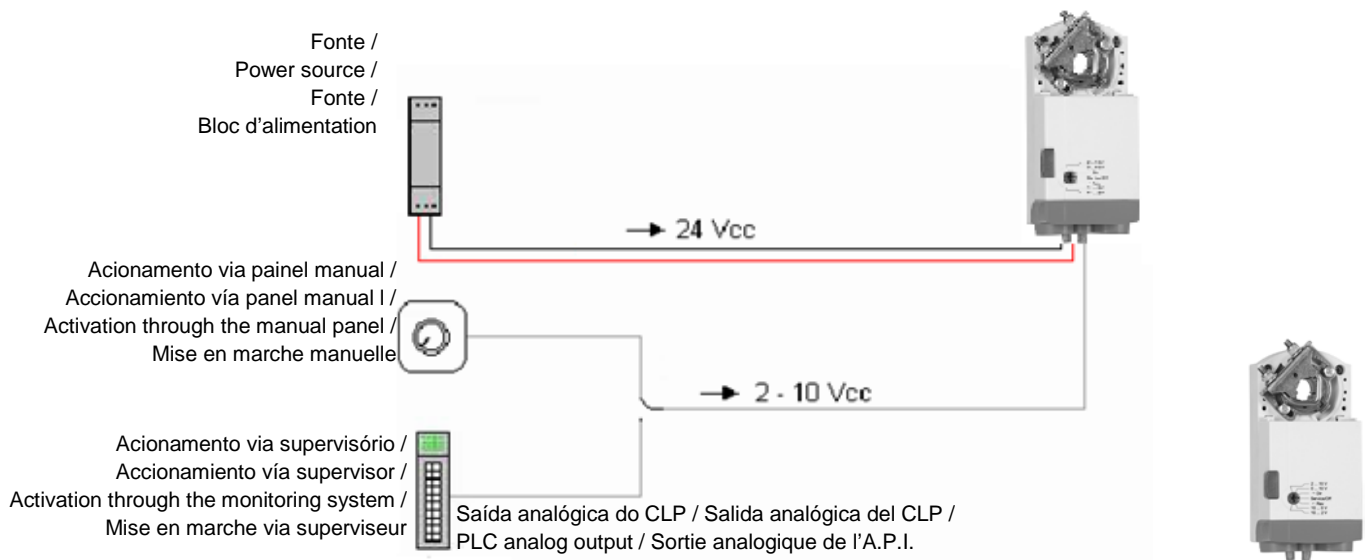 Fonte /
Power source /
Fonte /
Bloc d'alimentation
24 Vcc
Acionamento via painel manual /
Accionamiento vía panel manual l /
Activation through the manual panel /
Mise en marche manuelle
2 - 10 Vcc
Acionamento via supervisório /
Accionamiento vía supervisor /
Activation through the monitoring system /
Mise en marche via superviseur
Saída analógica do CLP / Salida analógica del CLP /
PLC analog output / Sortie analogique de l'A.P.I.